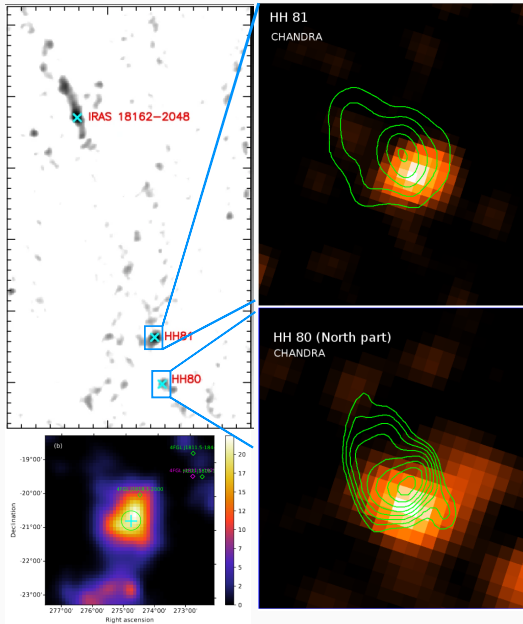 HH 81
CHANDRA
IRAS 18162−2048
HH81
HH80
HH 80 (North part)
CHANDRA
(b)
-19°00'
-20°00'
-21°00'
-22°00'
-23°00'
Declination
277°00'
276°00'
275°00'
274°00'
273°00'
Right ascension
20
17
15
12
10
7
5
2
0